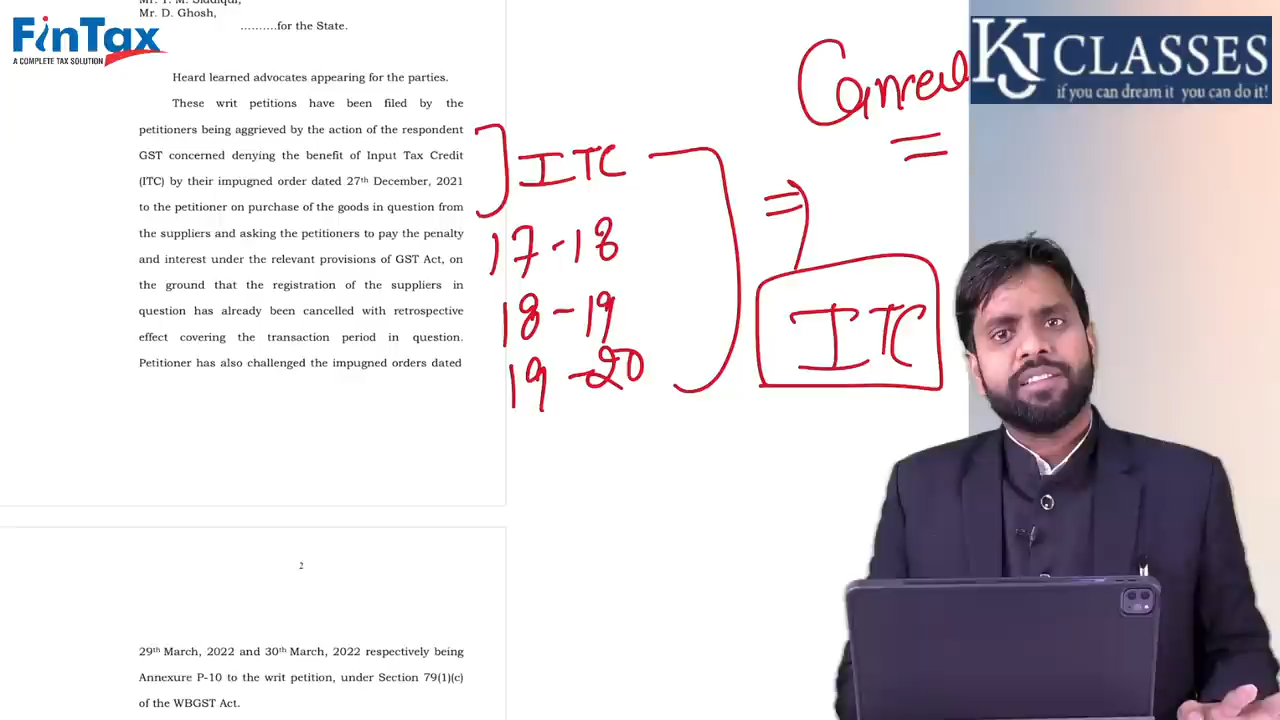 FinTax
A COMPLETE TAX SOLUTION
Mr. D. Ghosh,
..........for the State.
Heard learned advocates appearing for the parties.
These writ petitions have been filed by the
petitioners being aggrieved by the action of the respondent
GST concerned denying the benefit of Input Tax Credit
(ITC) by their impugned order dated 27th December, 2021
to the petitioner on purchase of the goods in question from
the suppliers and asking the petitioners to pay the penalty
and interest under the relevant provisions of GST Act, on
the ground that the registration of the suppliers in
question has already been cancelled with retrospective
effect covering the transaction period in question.
Petitioner has also challenged the impugned orders dated
2
29th March, 2022 and 30th March, 2022 respectively being
Annexure P-10 to the writ petition, under Section 79(1)(c)
of the WBGST Act.
ITC
17-18
18-19
19-20
ITC
KJ CLASSES
if you can dream it you can do it!